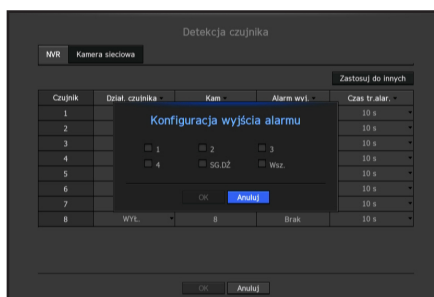 Detekcja czujnika
NVR Kamera sieciowa
Zastosuj do innych
Czujnik Dział. czujnika Kam Alarm wyj. Czas tr.alar.
1 10 s
2 10 s
3 10 s
4 10 s
5 10 s
6 10 s
7 10 s
8 WYŁ. 8 Brak 10 s
Konfiguracja wyjścia alarmu
1 2 3
4 SG.DŹ Wsz.
OK Anuluj
OK Anuluj